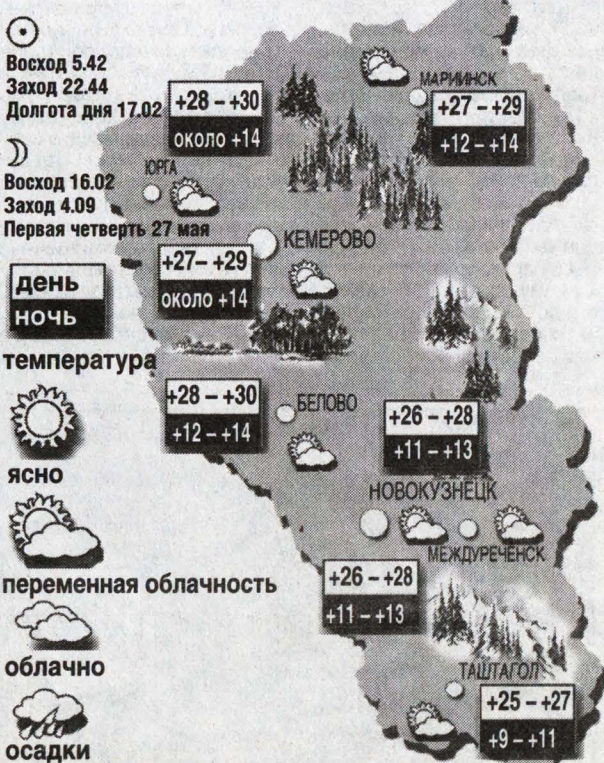 Восход 5.42
Заход 22.44
Долгота дня 17.02
Восход 16.02
Заход 4.09
Первая четверть 27 мая
день
ночь
температура
ясно
переменная облачность
облачно
осадки
МАРИИНСК
+27 – +29
+12 – +14
+28 – +30
около +14
ЮРГА
КЕМЕРОВО
+27– +29
около +14
+28 – +30
+12 – +14
БЕЛОВО
+26 – +28
+11 – +13
НОВОКУЗНЕЦК
МЕЖДУРЕЧЕНСК
+26 – +28
+11 – +13
ТАШТАГОЛ
+25 – +27
+9 – +11